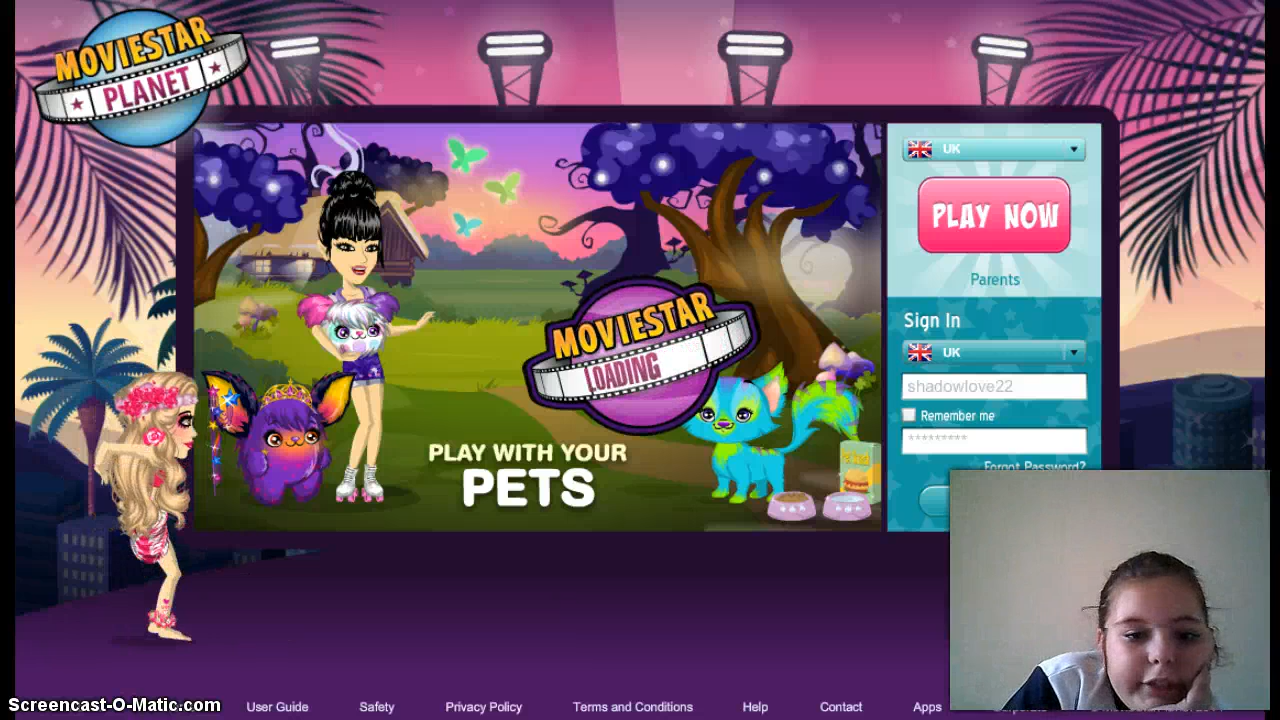 MOVIESTAR
PLANET
UK
PLAY NOW
Parents
Sign In
UK
shadowlove22
Remember me
*********
Forgot Password?
MOVIESTAR
LOADING
PLAY WITH YOUR
PETS
Screencast-O-Matic.com
User Guide
Safety
Privacy Policy
Terms and Conditions
Help
Contact
Apps